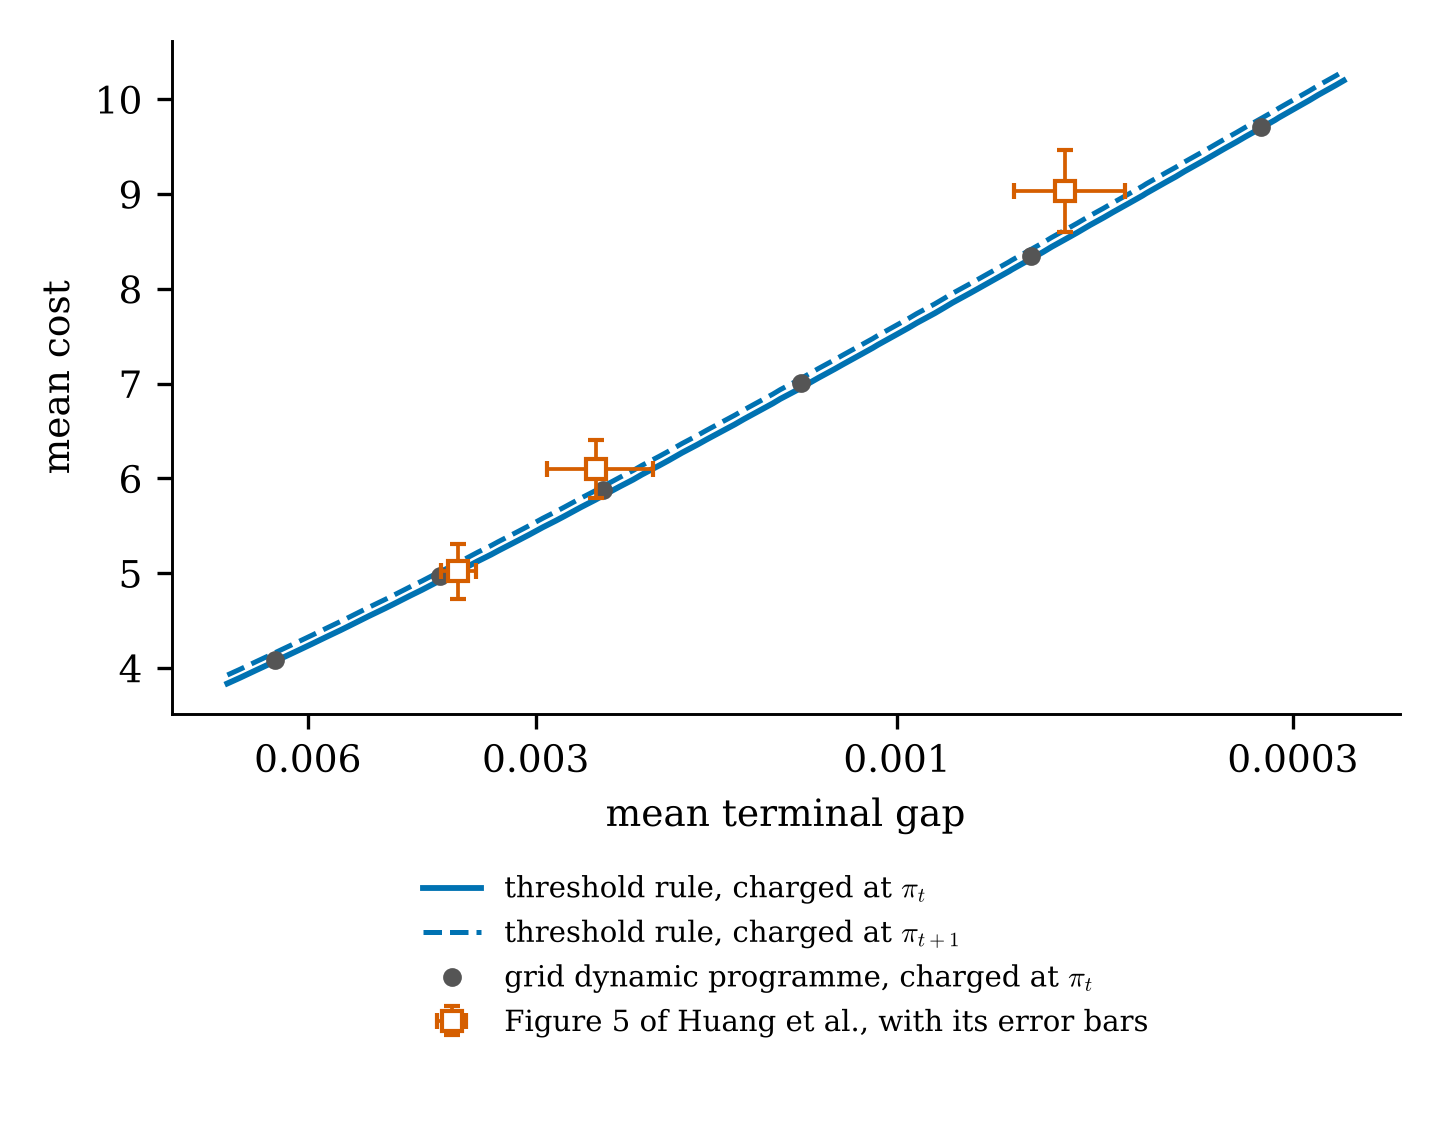 10
9
8
7
6
5
4
mean cost
0.006 0.003 0.001 0.0003
mean terminal gap
threshold rule, charged at πt
threshold rule, charged at πt+1
grid dynamic programme, charged at πt
Figure 5 of Huang et al., with its error bars